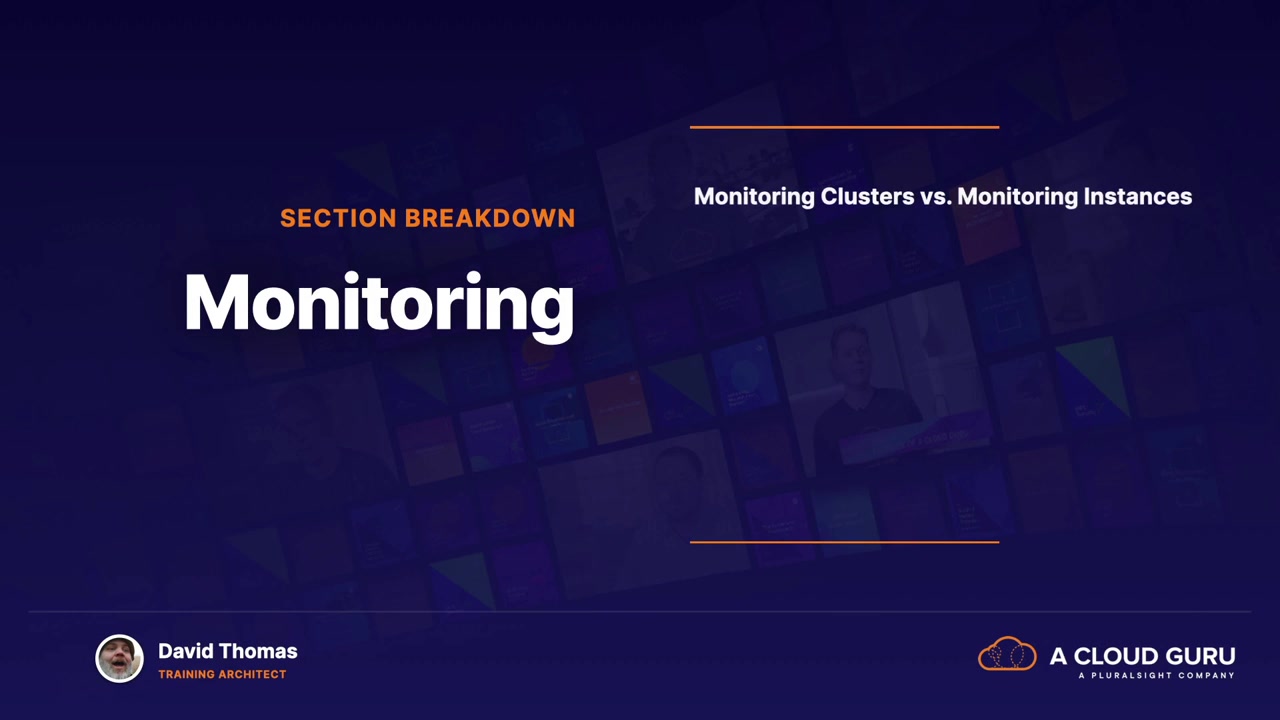 SECTION BREAKDOWN
Monitoring
Monitoring Clusters vs. Monitoring Instances
David Thomas
TRAINING ARCHITECT
A CLOUD GURU
A PLURALSIGHT COMPANY